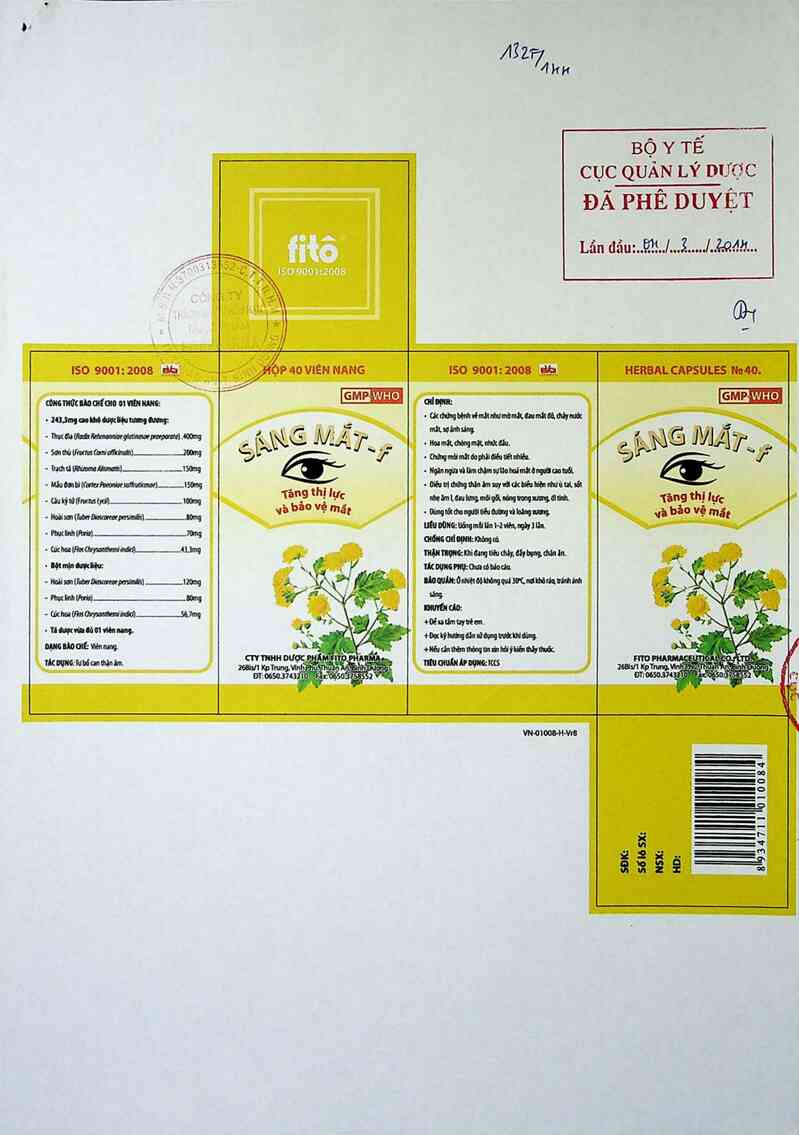 132F/1HH
BỘ Y TẾ
CỤC QUẢN LÝ DƯỢC
ĐÃ PHÊ DUYỆT
Lần đầu:.......
/...3...../..2014...
fitô
ISO 9001:2008
CÔNG TY
ISO 9001: 2008
CÔNG THỨC BÀO CHẾ CHO 01 VIÊN NANG:
• 243,3mg cao khô dược liệu tương đương:
- Thục địa (Radix Rehmanniae glutinosae praeparata) .400mg
- Sơn thù (Fructus Corni officinalis)..........200mg
- Trạch tả (Rhizoma Alismatis)..........150mg
- Mẫu đơn bì (Cortex Paeoniae suffruticosae)..........150mg
- Câu kỷ tử (Fructus Lycii)..........100mg
- Hoài sơn (Tuber Dioscoreae persimilis)..........80mg
- Phục linh (Poria)..........70mg
- Cúc hoa (Flos Chrysanthemi indici)..........43,3mg
• Bột mịn dược liệu:
- Hoài sơn (Tuber Dioscoreae persimilis)..........120mg
- Phục linh (Poria)..........80mg
- Cúc hoa (Flos Chrysanthemi indici)..........56,7mg
• Tá dược vừa đủ 01 viên nang.
DẠNG BÀO CHẾ: Viên nang.
TÁC DỤNG: Tư bổ can thận âm.
HỘP 40 VIÊN NANG
GMP WHO
SÁNG MẮT-f
Tăng thị lực
và bảo vệ mắt
CTY TNHH DƯỢC PHẨM FITO PHARMA
26Bis/1 Kp Trung, Vĩnh Phú, Thuận An, Bình Dương
ĐT: 0650.3743210 Fax: 0650.3758552
ISO 9001: 2008
CHỈ ĐỊNH:
• Các chứng bệnh về mắt như mờ mắt, đau mắt đỏ, chảy nước
mắt, sợ ánh sáng.
• Hoa mắt, chóng mặt, nhức đầu.
• Chứng mỏi mắt do phải điều tiết nhiều.
• Ngăn ngừa và làm chậm sự lão hoá mắt ở người cao tuổi.
• Điều trị chứng thận âm suy với các biểu hiện như ù tai, sốt
nhẹ âm ỉ, đau lưng, mỏi gối, nóng trong xương, di tinh.
• Dùng tốt cho người tiểu đường và loãng xương.
LIỀU DÙNG: Uống mỗi lần 1-2 viên, ngày 3 lần.
CHỐNG CHỈ ĐỊNH: Không có.
THẬN TRỌNG: Khi đang tiêu chảy, đầy bụng, chán ăn.
TÁC DỤNG PHỤ: Chưa có báo cáo.
BẢO QUẢN: Ở nhiệt độ không quá 30ºC, nơi khô ráo, tránh ánh
sáng.
KHUYẾN CÁO:
+ Để xa tầm tay trẻ em.
+ Đọc kỹ hướng dẫn sử dụng trước khi dùng.
+ Nếu cần thêm thông tin xin hỏi ý kiến thầy thuốc.
TIÊU CHUẨN ÁP DỤNG: TCCS
HERBAL CAPSULES №40.
GMP WHO
SÁNG MẮT-f
Tăng thị lực
và bảo vệ mắt
FITO PHARMACEUTICAL CO.,LTD
26Bis/1 Kp Trung, Vĩnh Phú, Thuận An, Bình Dương
ĐT: 0650.3743210 Fax: 0650.3758552
VN-01008-H-Vr8
SĐK:
Số lô SX:
NSX:
HD:
8934711010084